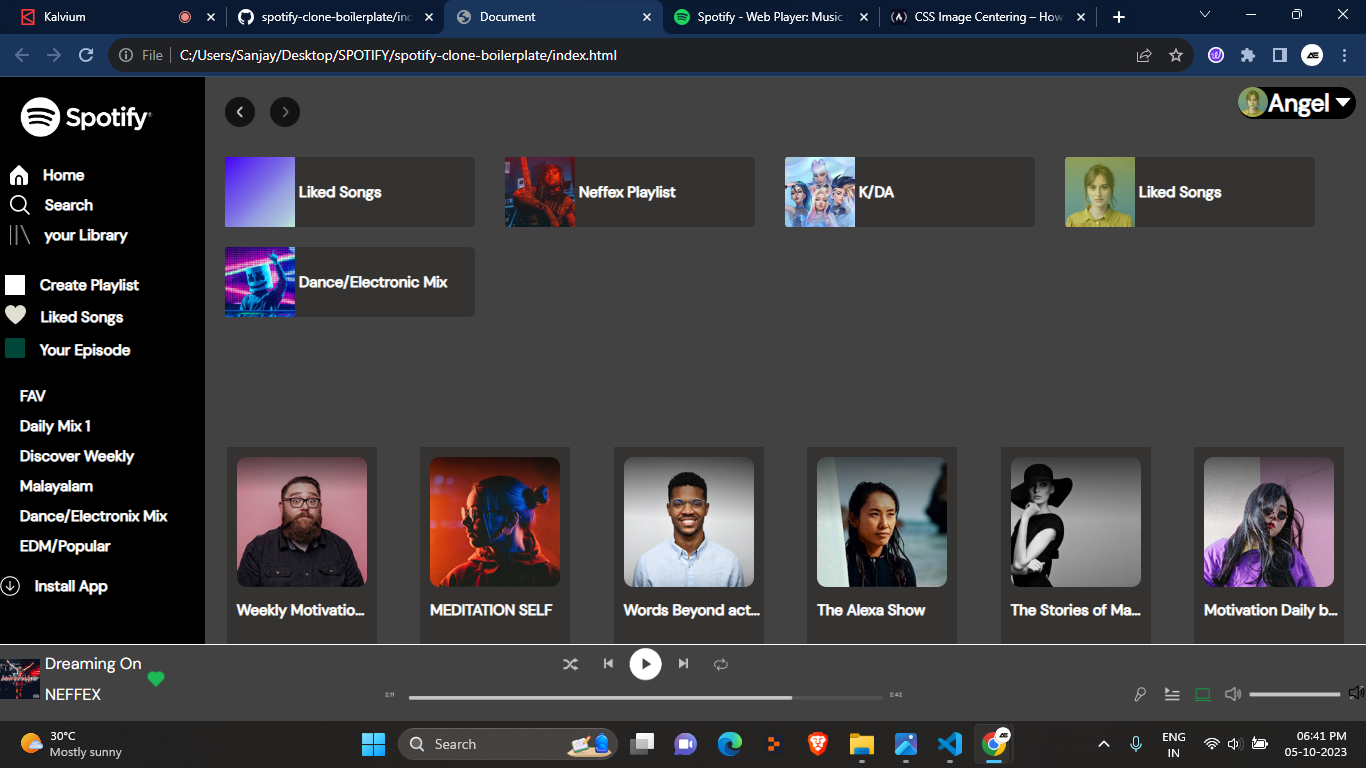 Kalvium
spotify-clone-boilerplate/inc
Document
Spotify - Web Player: Music
CSS Image Centering – How
File
C:/Users/Sanjay/Desktop/SPOTIFY/spotify-clone-boilerplate/index.html
Spotify
Angel
Home
Search
your Library
Create Playlist
Liked Songs
Your Episode
FAV
Daily Mix 1
Discover Weekly
Malayalam
Dance/Electronix Mix
EDM/Popular
Install App
Liked Songs
Neffex Playlist
K/DA
Liked Songs
Dance/Electronic Mix
Weekly Motivatio...
MEDITATION SELF
Words Beyond act...
The Alexa Show
The Stories of Ma...
Motivation Daily b...
Dreaming On
NEFFEX
2:11
2:42
30°C
Mostly sunny
Search
ENG
IN
06:41 PM
05-10-2023